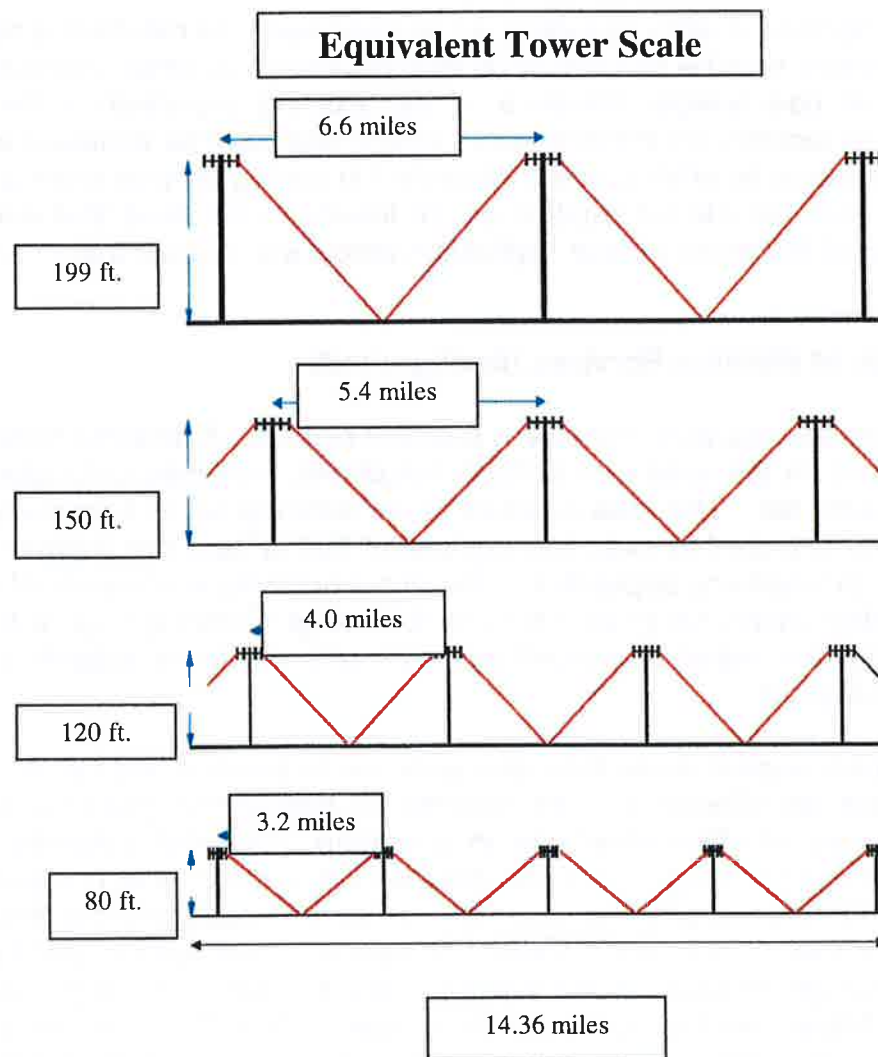 Equivalent Tower Scale
6.6 miles
199 ft.
5.4 miles
150 ft.
4.0 miles
120 ft.
3.2 miles
80 ft.
14.36 miles